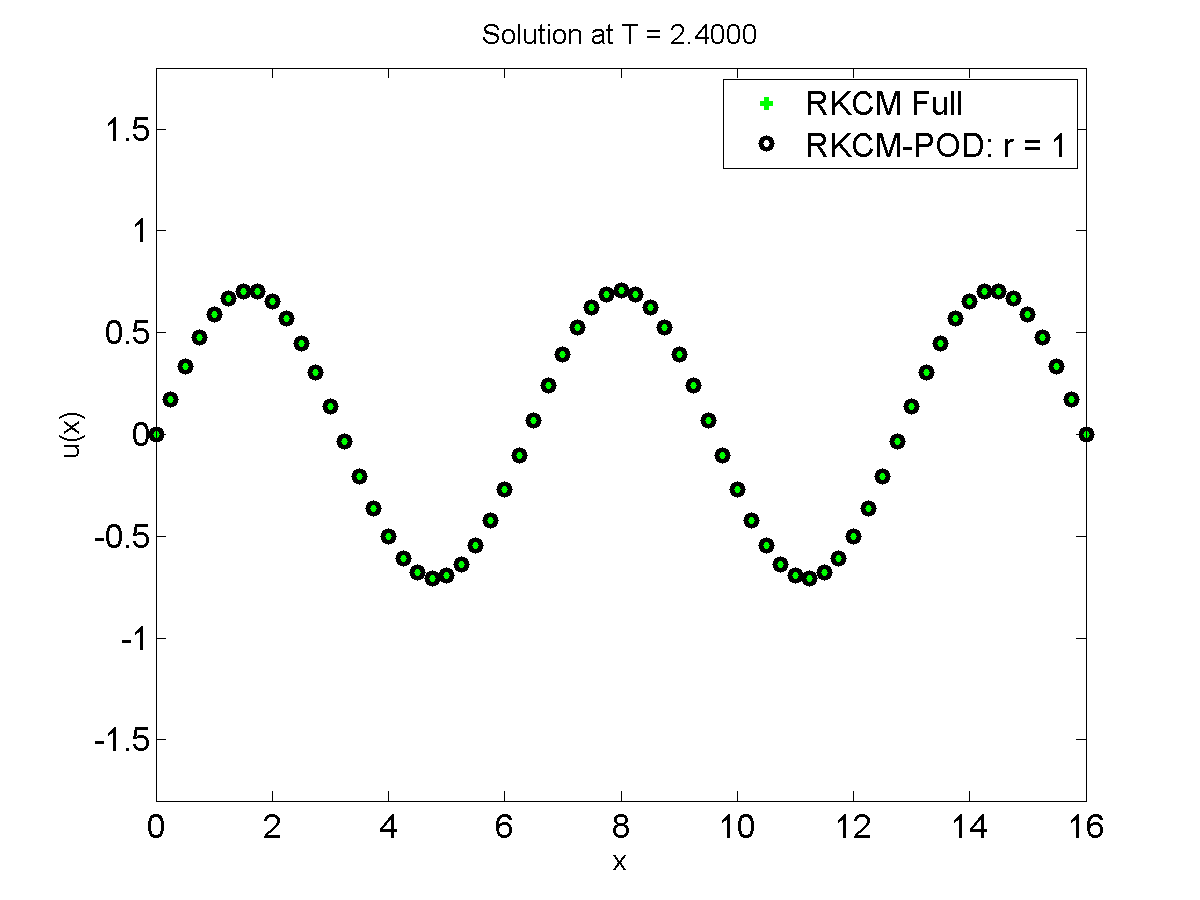 Solution at T = 2.4000
RKCM Full
RKCM-POD: r = 1
1.5
1
0.5
0
-0.5
-1
-1.5
u(x)
0 2 4 6 8 10 12 14 16
x